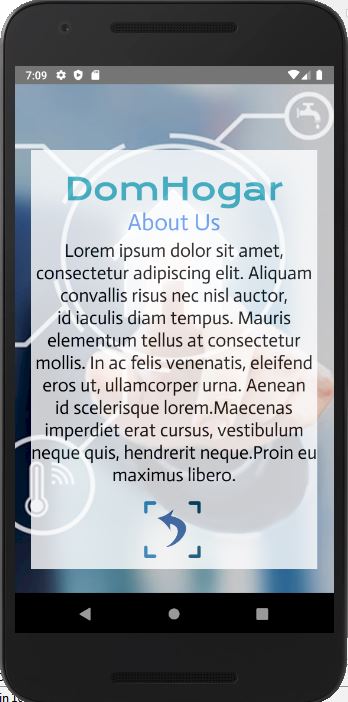 7:09
DomHogar
About Us
Lorem ipsum dolor sit amet,
consectetur adipiscing elit. Aliquam
convallis risus nec nisl auctor,
id iaculis diam tempus. Mauris
elementum tellus at consectetur
mollis. In ac felis venenatis, eleifend
eros ut, ullamcorper urna. Aenean
id scelerisque lorem.Maecenas
imperdiet erat cursus, vestibulum
neque quis, hendrerit neque.Proin eu
maximus libero.